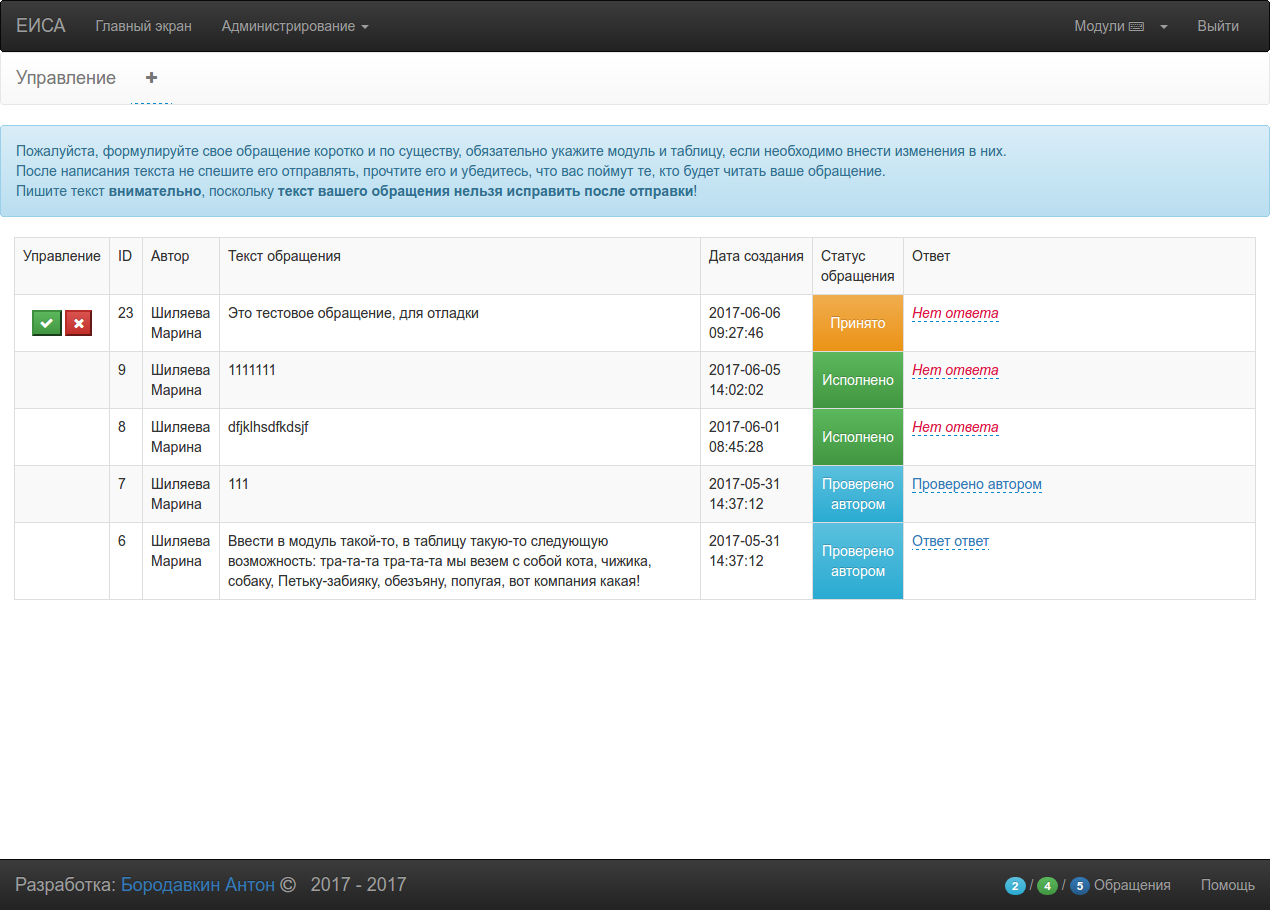 ЕИСА Главный экран Администрирование Модули Выйти
Управление +
Пожалуйста, формулируйте свое обращение коротко и по существу, обязательно укажите модуль и таблицу, если необходимо внести изменения в них.
После написания текста не спешите его отправлять, прочтите его и убедитесь, что вас поймут те, кто будет читать ваше обращение.
Пишите текст внимательно, поскольку текст вашего обращения нельзя исправить после отправки!
Управление ID Автор Текст обращения Дата создания Статус обращения Ответ
23 Шиляева Марина Это тестовое обращение, для отладки 2017-06-06 09:27:46 Принято Нет ответа
9 Шиляева Марина 1111111 2017-06-05 14:02:02 Исполнено Нет ответа
8 Шиляева Марина dfjklhsdfkdsjf 2017-06-01 08:45:28 Исполнено Нет ответа
7 Шиляева Марина 111 2017-05-31 14:37:12 Проверено автором Проверено автором
6 Шиляева Марина Ввести в модуль такой-то, в таблицу такую-то следующую возможность: тра-та-та тра-та-та мы везем с собой кота, чижика, собаку, Петьку-забияку, обезъяну, попугая, вот компания какая! 2017-05-31 14:37:12 Проверено автором Ответ ответ
Разработка: Бородавкин Антон © 2017 - 2017 2 / 4 / 5 Обращения Помощь